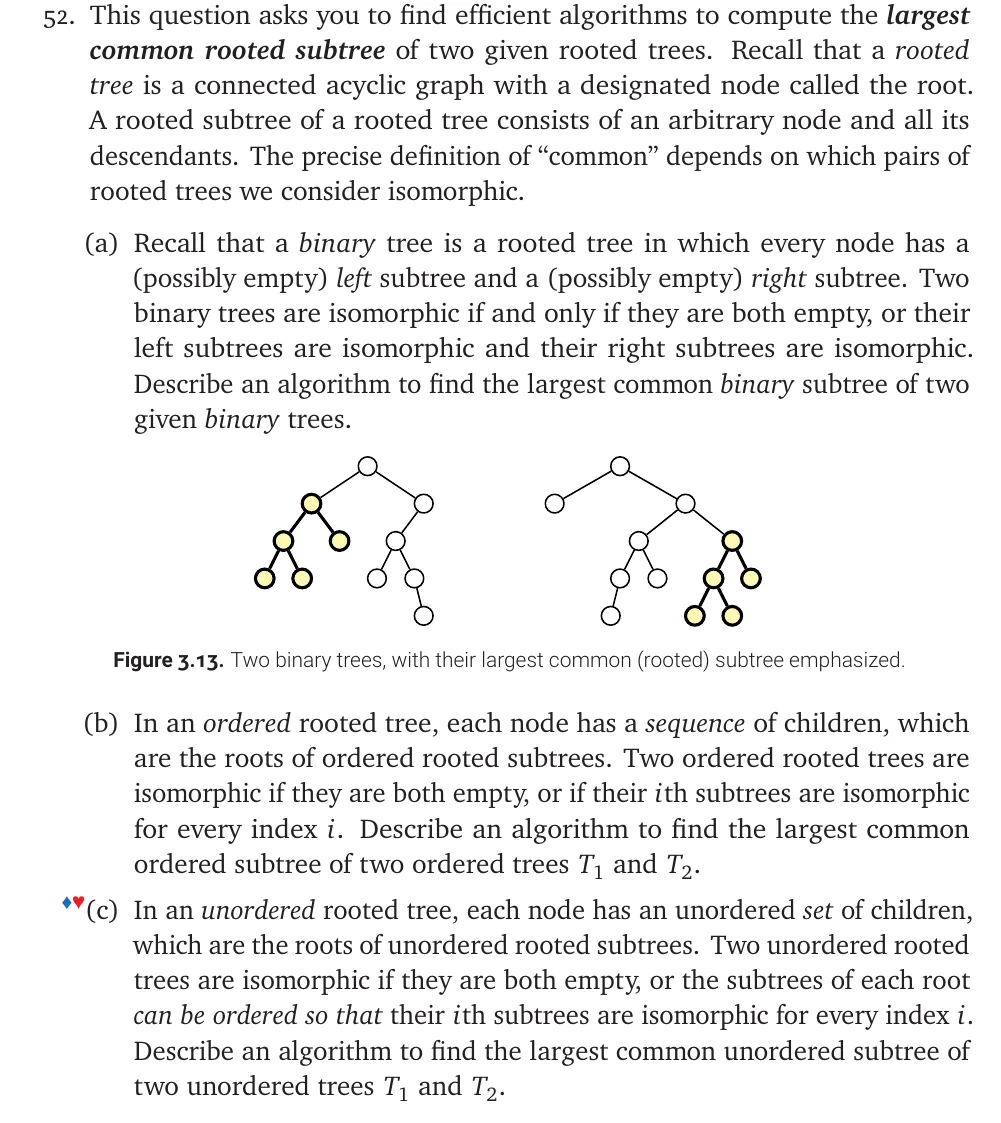 52. This question asks you to find efficient algorithms to compute the largest
common rooted subtree of two given rooted trees. Recall that a rooted
tree is a connected acyclic graph with a designated node called the root.
A rooted subtree of a rooted tree consists of an arbitrary node and all its
descendants. The precise definition of “common” depends on which pairs of
rooted trees we consider isomorphic.
(a) Recall that a binary tree is a rooted tree in which every node has a
(possibly empty) left subtree and a (possibly empty) right subtree. Two
binary trees are isomorphic if and only if they are both empty, or their
left subtrees are isomorphic and their right subtrees are isomorphic.
Describe an algorithm to find the largest common binary subtree of two
given binary trees.
Figure 3.13. Two binary trees, with their largest common (rooted) subtree emphasized.
(b) In an ordered rooted tree, each node has a sequence of children, which
are the roots of ordered rooted subtrees. Two ordered rooted trees are
isomorphic if they are both empty, or if their ith subtrees are isomorphic
for every index i. Describe an algorithm to find the largest common
ordered subtree of two ordered trees T₁ and T₂.
♦♥(c) In an unordered rooted tree, each node has an unordered set of children,
which are the roots of unordered rooted subtrees. Two unordered rooted
trees are isomorphic if they are both empty, or the subtrees of each root
can be ordered so that their ith subtrees are isomorphic for every index i.
Describe an algorithm to find the largest common unordered subtree of
two unordered trees T₁ and T₂.